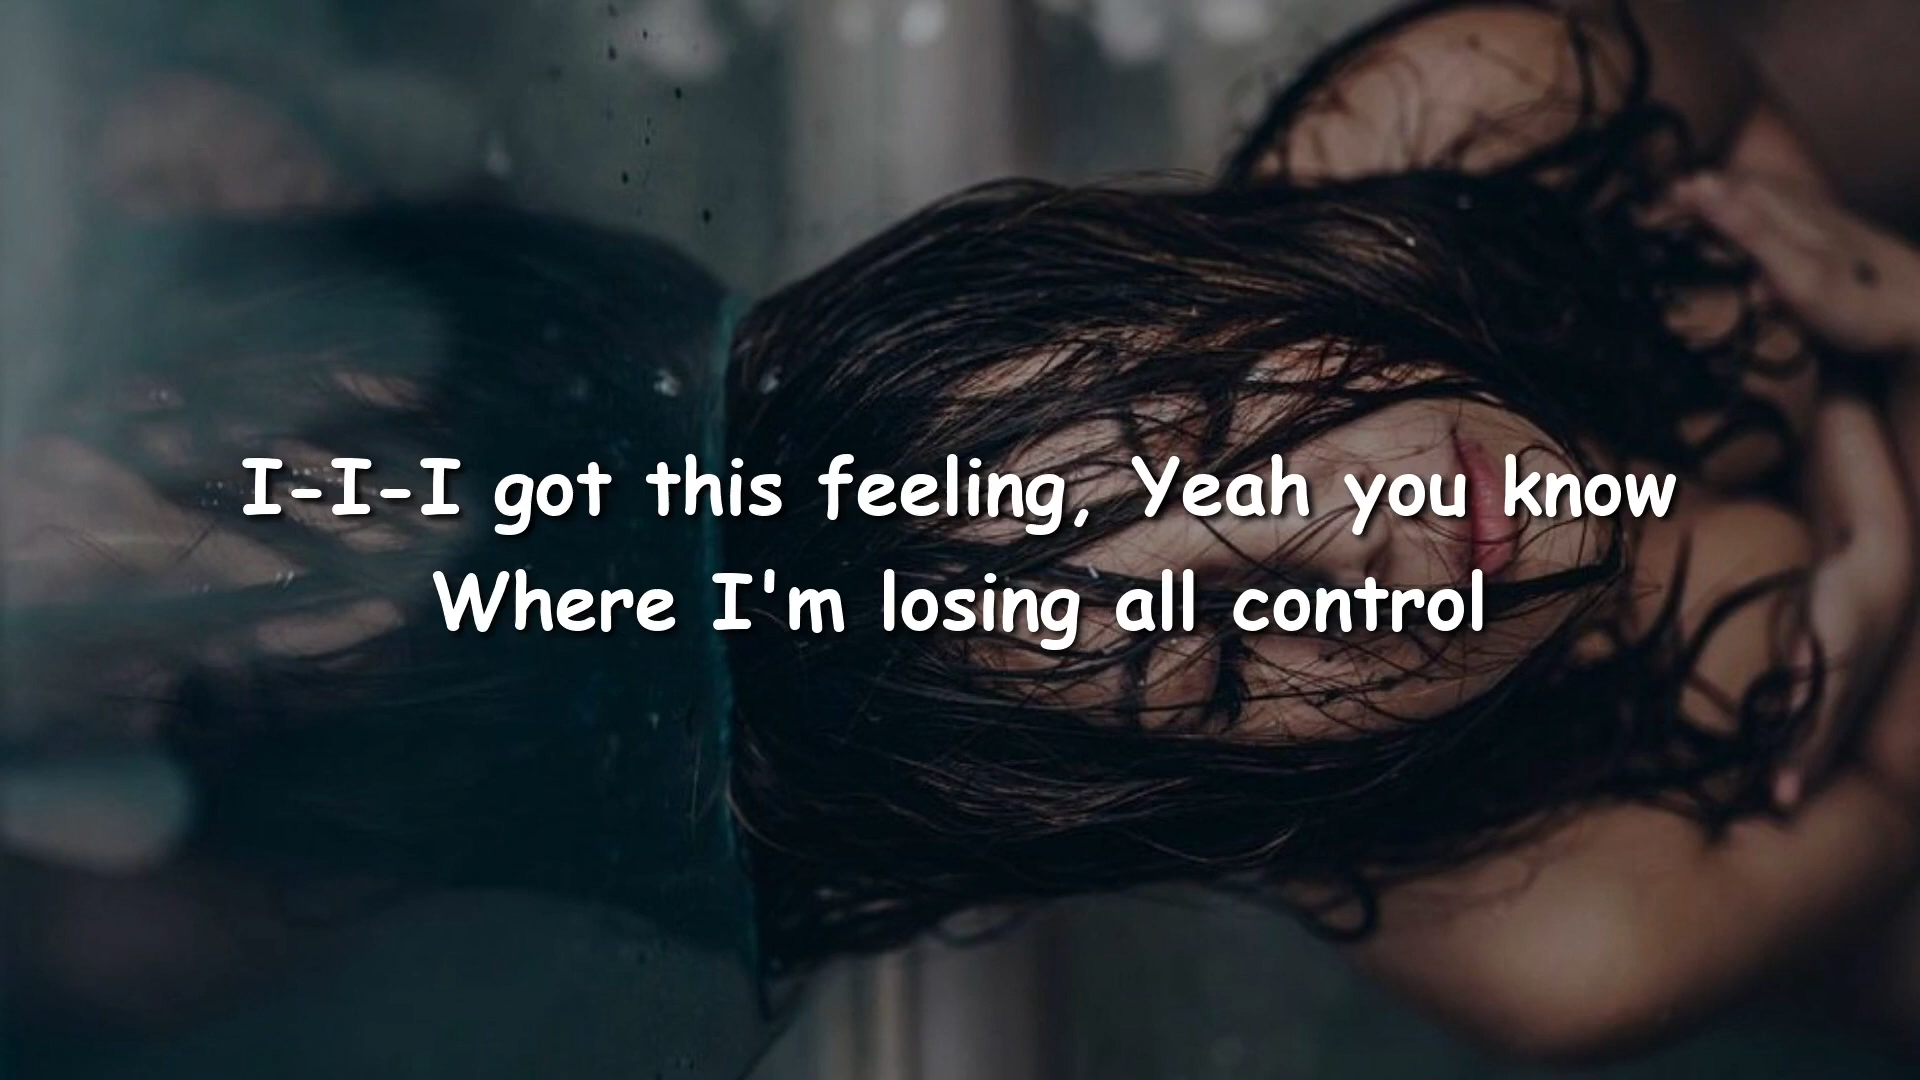 I-I-I got this feeling, Yeah you know
Where I'm losing all control